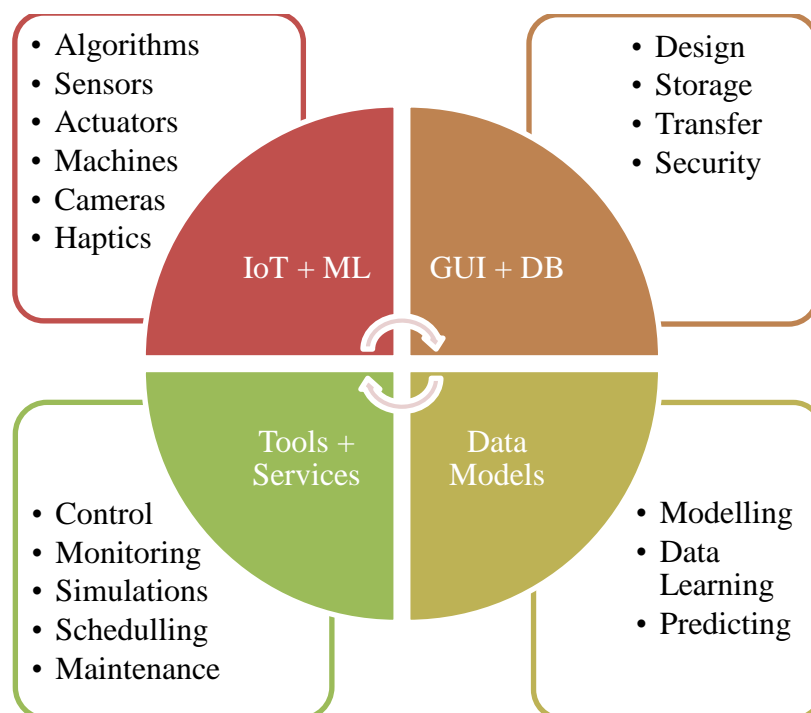 • Algorithms
• Sensors
• Actuators
• Machines
• Cameras
• Haptics
• Design
• Storage
• Transfer
• Security
IoT + ML
GUI + DB
Tools +
Services
Data
Models
• Control
• Monitoring
• Simulations
• Schedulling
• Maintenance
• Modelling
• Data
Learning
• Predicting